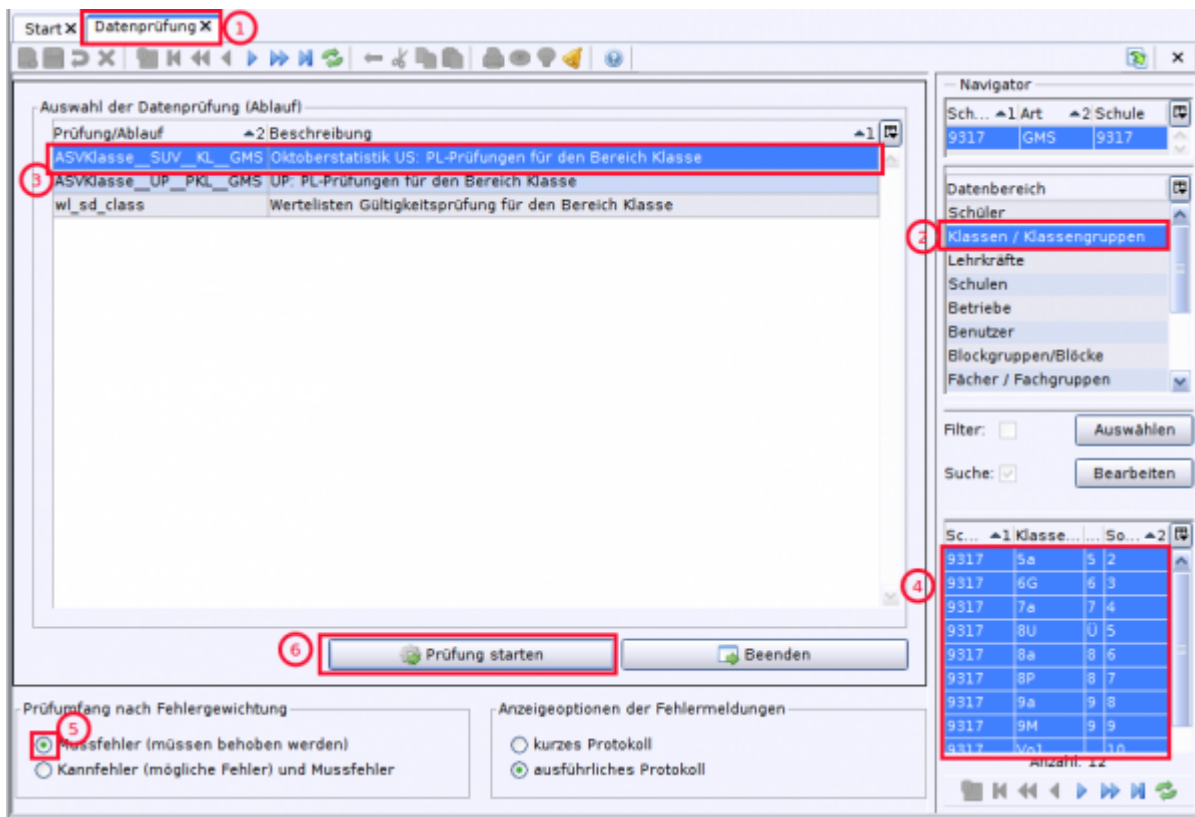 Start X Datenprüfung X 1
Navigator
Sch... 1 Art 2 Schule
9317 GMS 9317
Auswahl der Datenprüfung (Ablauf)
Prüfung/Ablauf 2 Beschreibung 1
ASVKlasse__SUV__KL__GMS Oktoberstatistik US: PL-Prüfungen für den Bereich Klasse
3 ASVKlasse__UP__PKL__GMS UP: PL-Prüfungen für den Bereich Klasse
wl_sd_class Wertelisten Gültigkeitsprüfung für den Bereich Klasse
Datenbereich
Schüler
2 Klassen / Klassengruppen
Lehrkräfte
Schulen
Betriebe
Benutzer
Blockgruppen/Blöcke
Fächer / Fachgruppen
Filter: Auswählen
Suche: Bearbeiten
Sc... 1 Klasse... ... So... 2
4
9317 5a 5 2
9317 6G 6 3
9317 7a 7 4
9317 8U Ü 5
9317 8a 8 6
9317 8P 8 7
9317 9a 9 8
9317 9M 9 9
9317 Vo1 10
Anzahl: 12
6 Prüfung starten Beenden
Prüfumfang nach Fehlergewichtung
5
Mussfehler (müssen behoben werden)
Kannfehler (mögliche Fehler) und Mussfehler
Anzeigeoptionen der Fehlermeldungen
kurzes Protokoll
ausführliches Protokoll